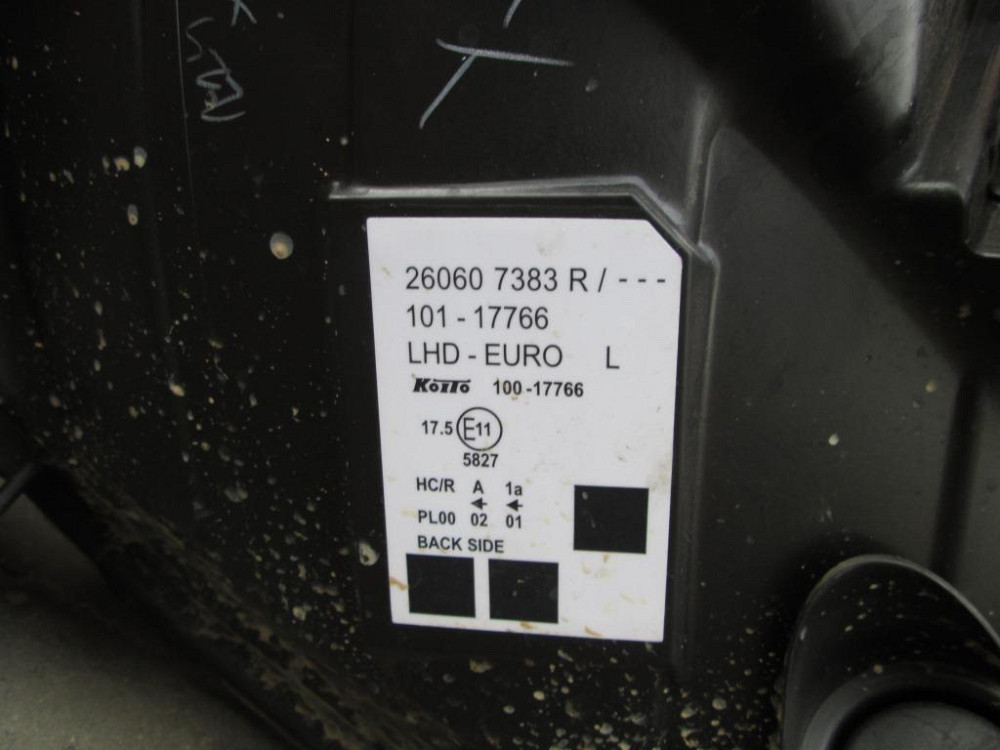 26060 7383 R / - - -
101 - 17766
LHD - EURO L
KOITO 100-17766
17.5 E11
5827
HC/R A 1a
PL00 02 01
BACK SIDE